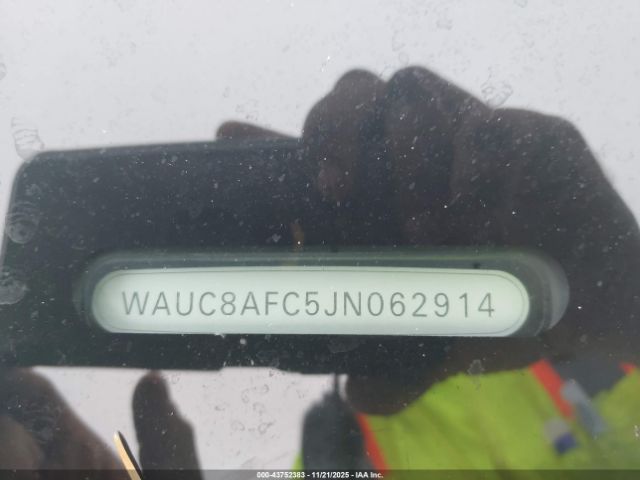 WAUC8AFC5JN062914
000-43752383 - 11/21/2025 - IAA Inc.